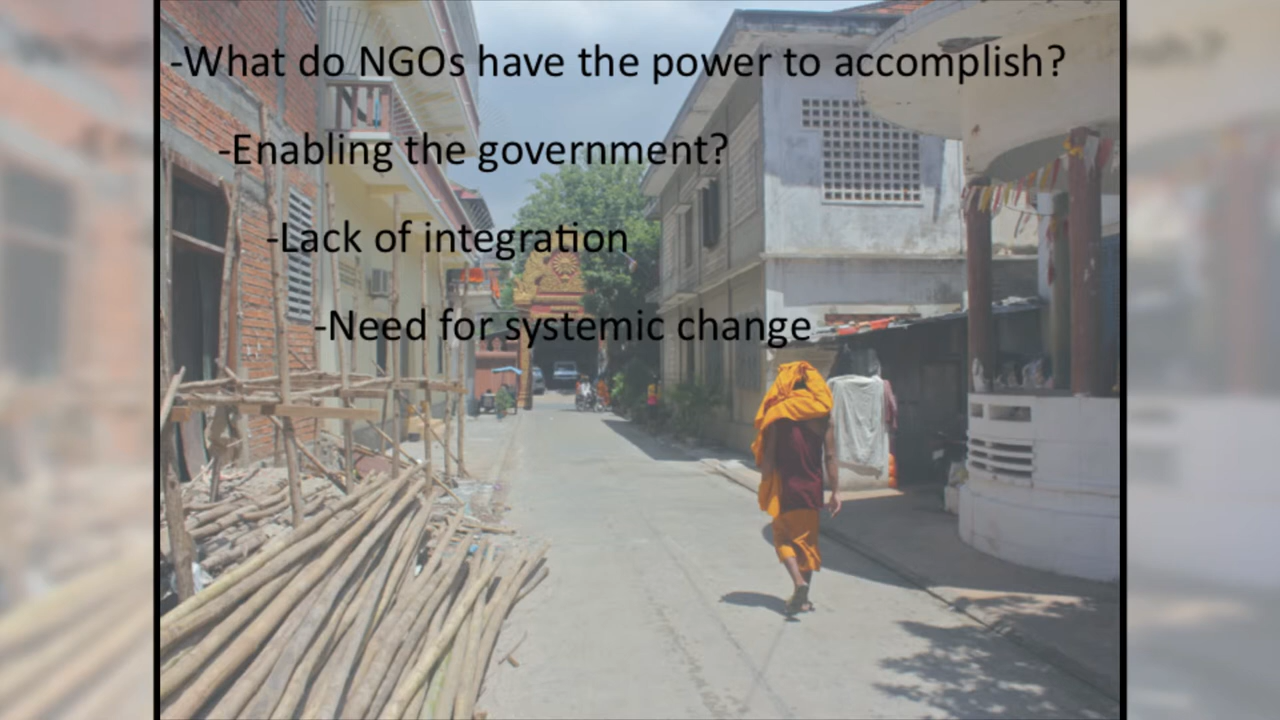 -What do NGOs have the power to accomplish?
-Enabling the government?
-Lack of integration
-Need for systemic change